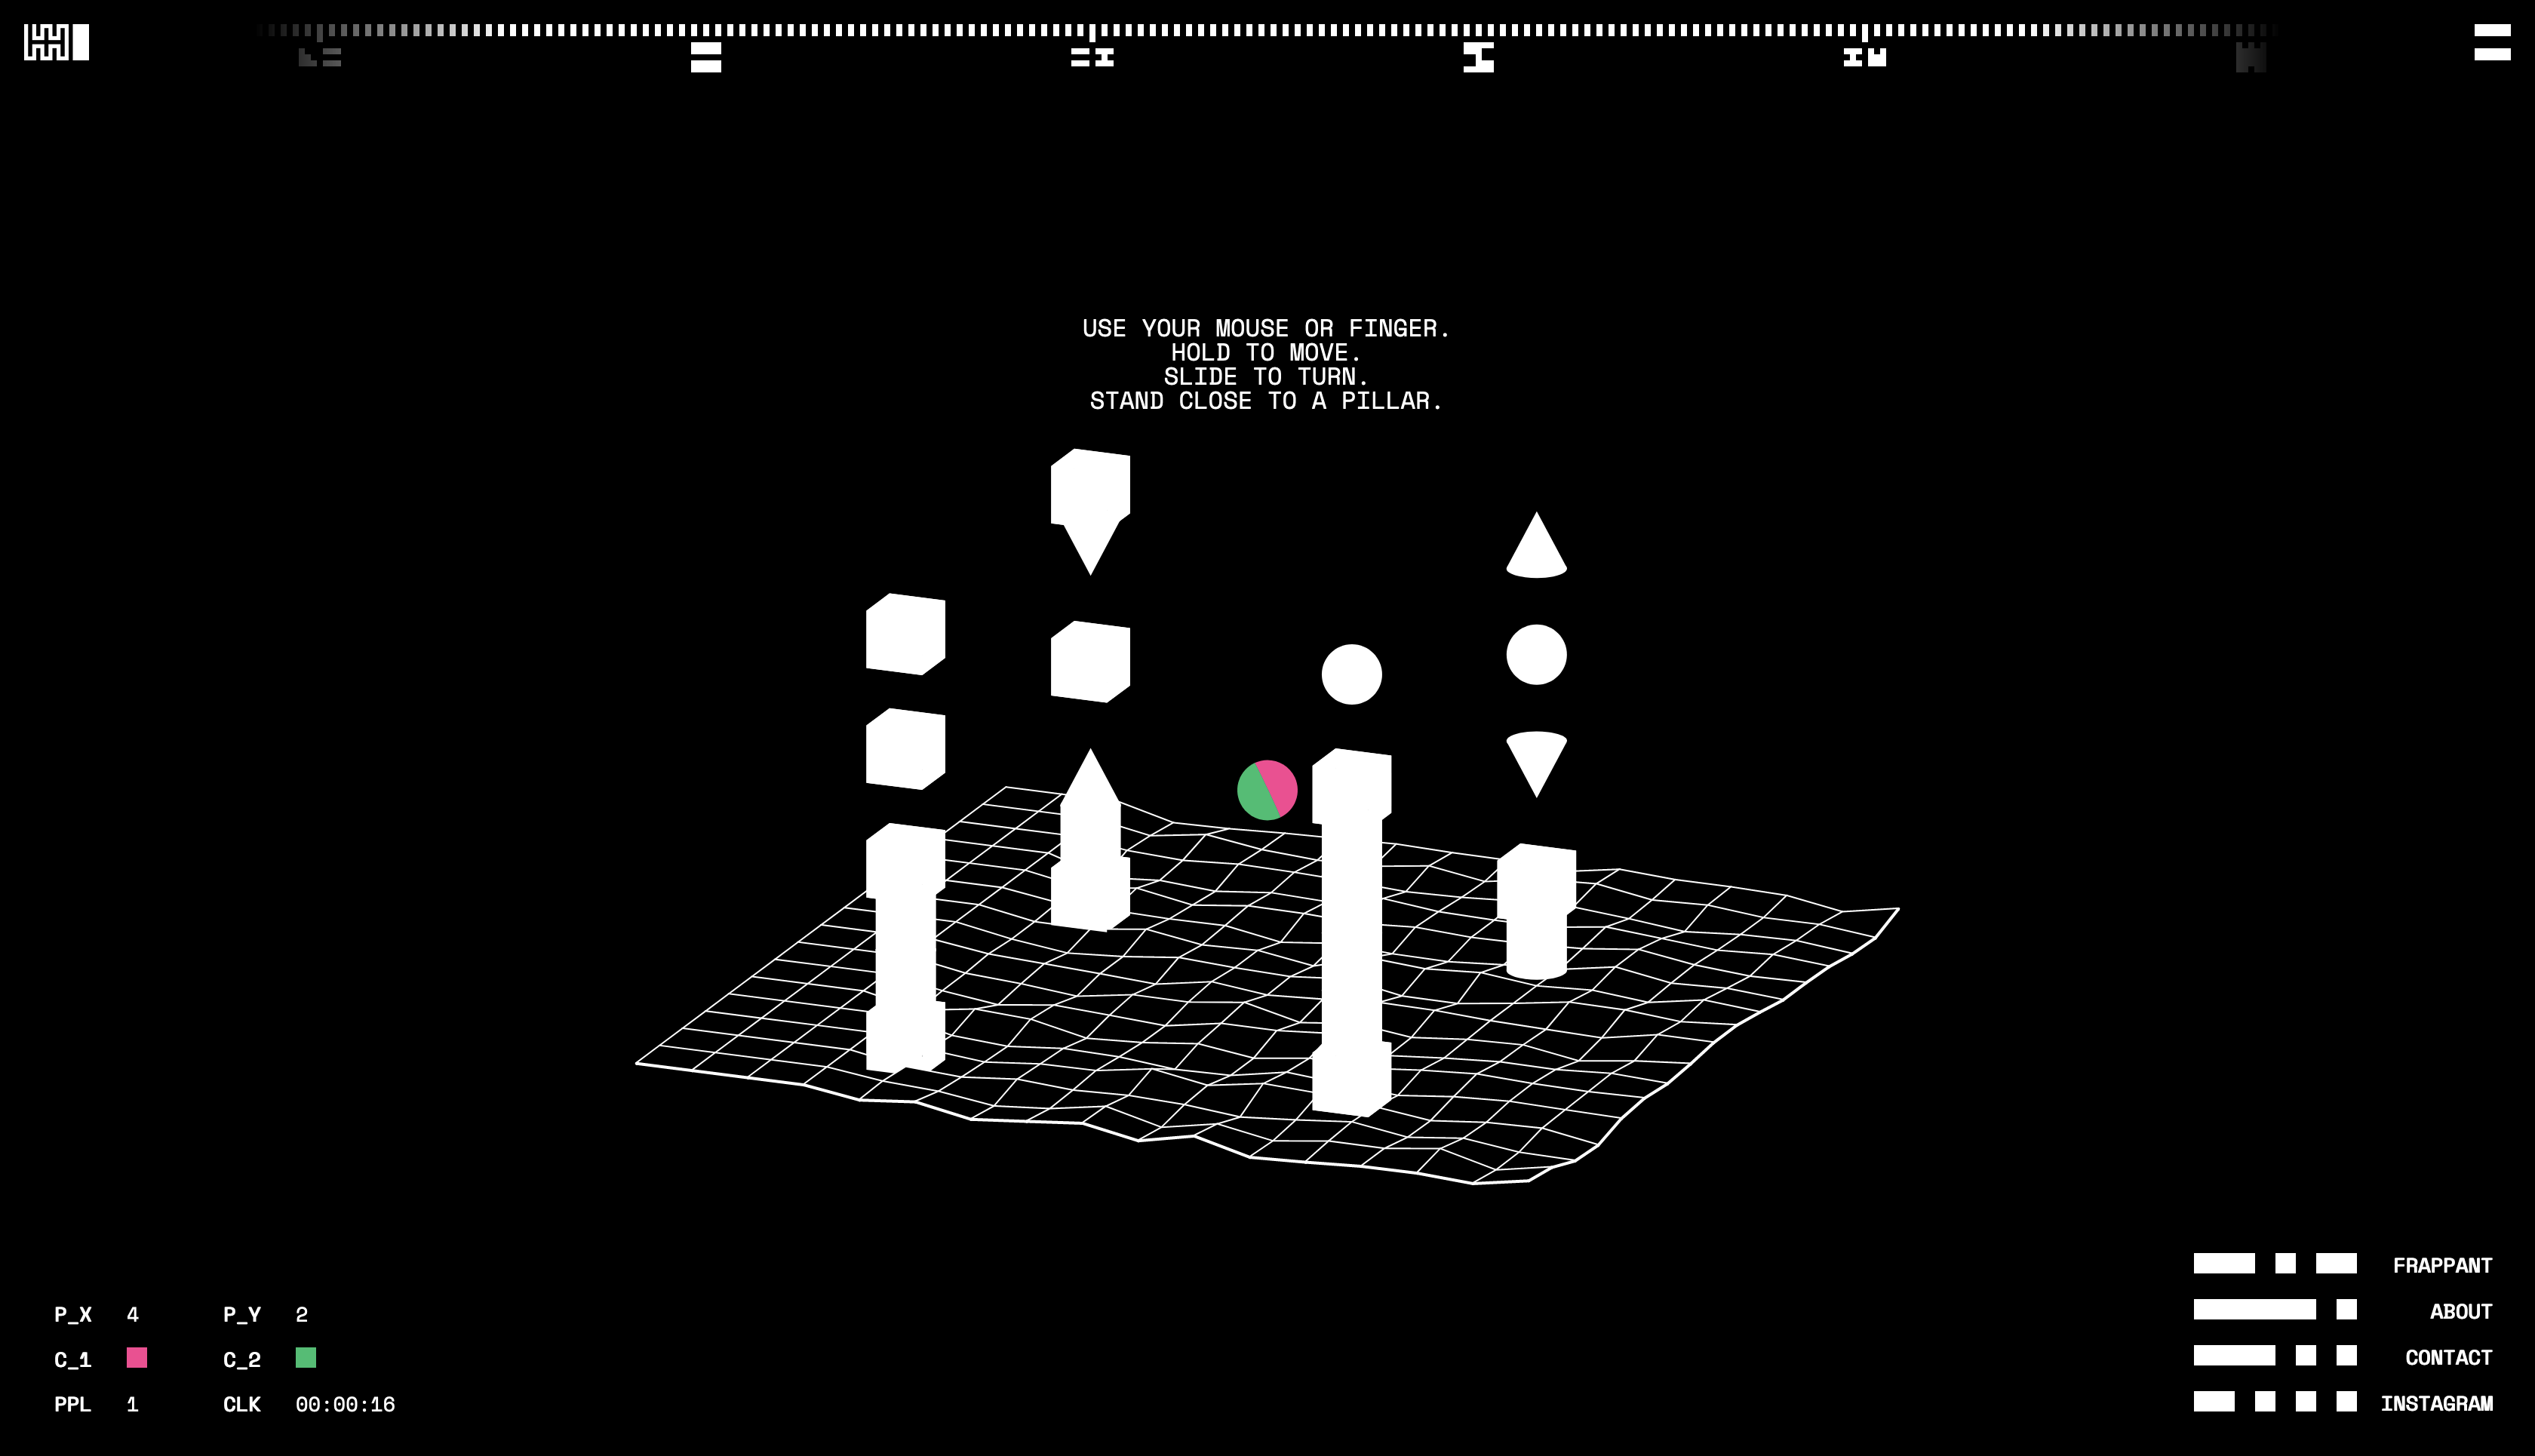 USE YOUR MOUSE OR FINGER.
HOLD TO MOVE.
SLIDE TO TURN.
STAND CLOSE TO A PILLAR.
P_X 4 P_Y 2
C_1 C_2
PPL 1 CLK 00:00:16
FRAPPANT
ABOUT
CONTACT
INSTAGRAM